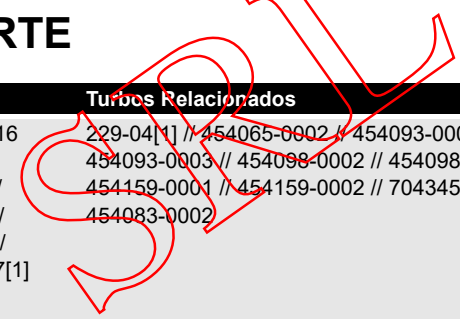 RTE
Turbos Relacionados
16 229-04[1] // 454065-0002 // 454093-000
454093-0003 // 454098-0002 // 454098
/ 454159-0001 // 454159-0002 // 704345
/ 454083-0002
/
7[1]
SRL